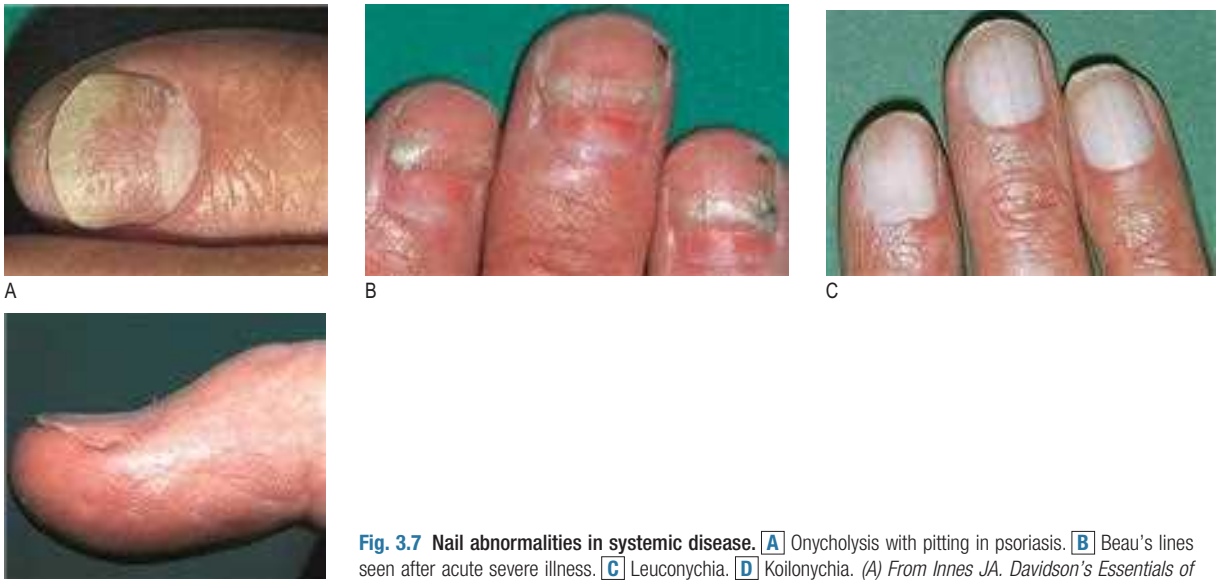 A
B
C
Fig. 3.7 Nail abnormalities in systemic disease. A Onycholysis with pitting in psoriasis. B Beau's lines
seen after acute severe illness. C Leuconychia. D Koilonychia. (A) From Innes JA. Davidson's Essentials of